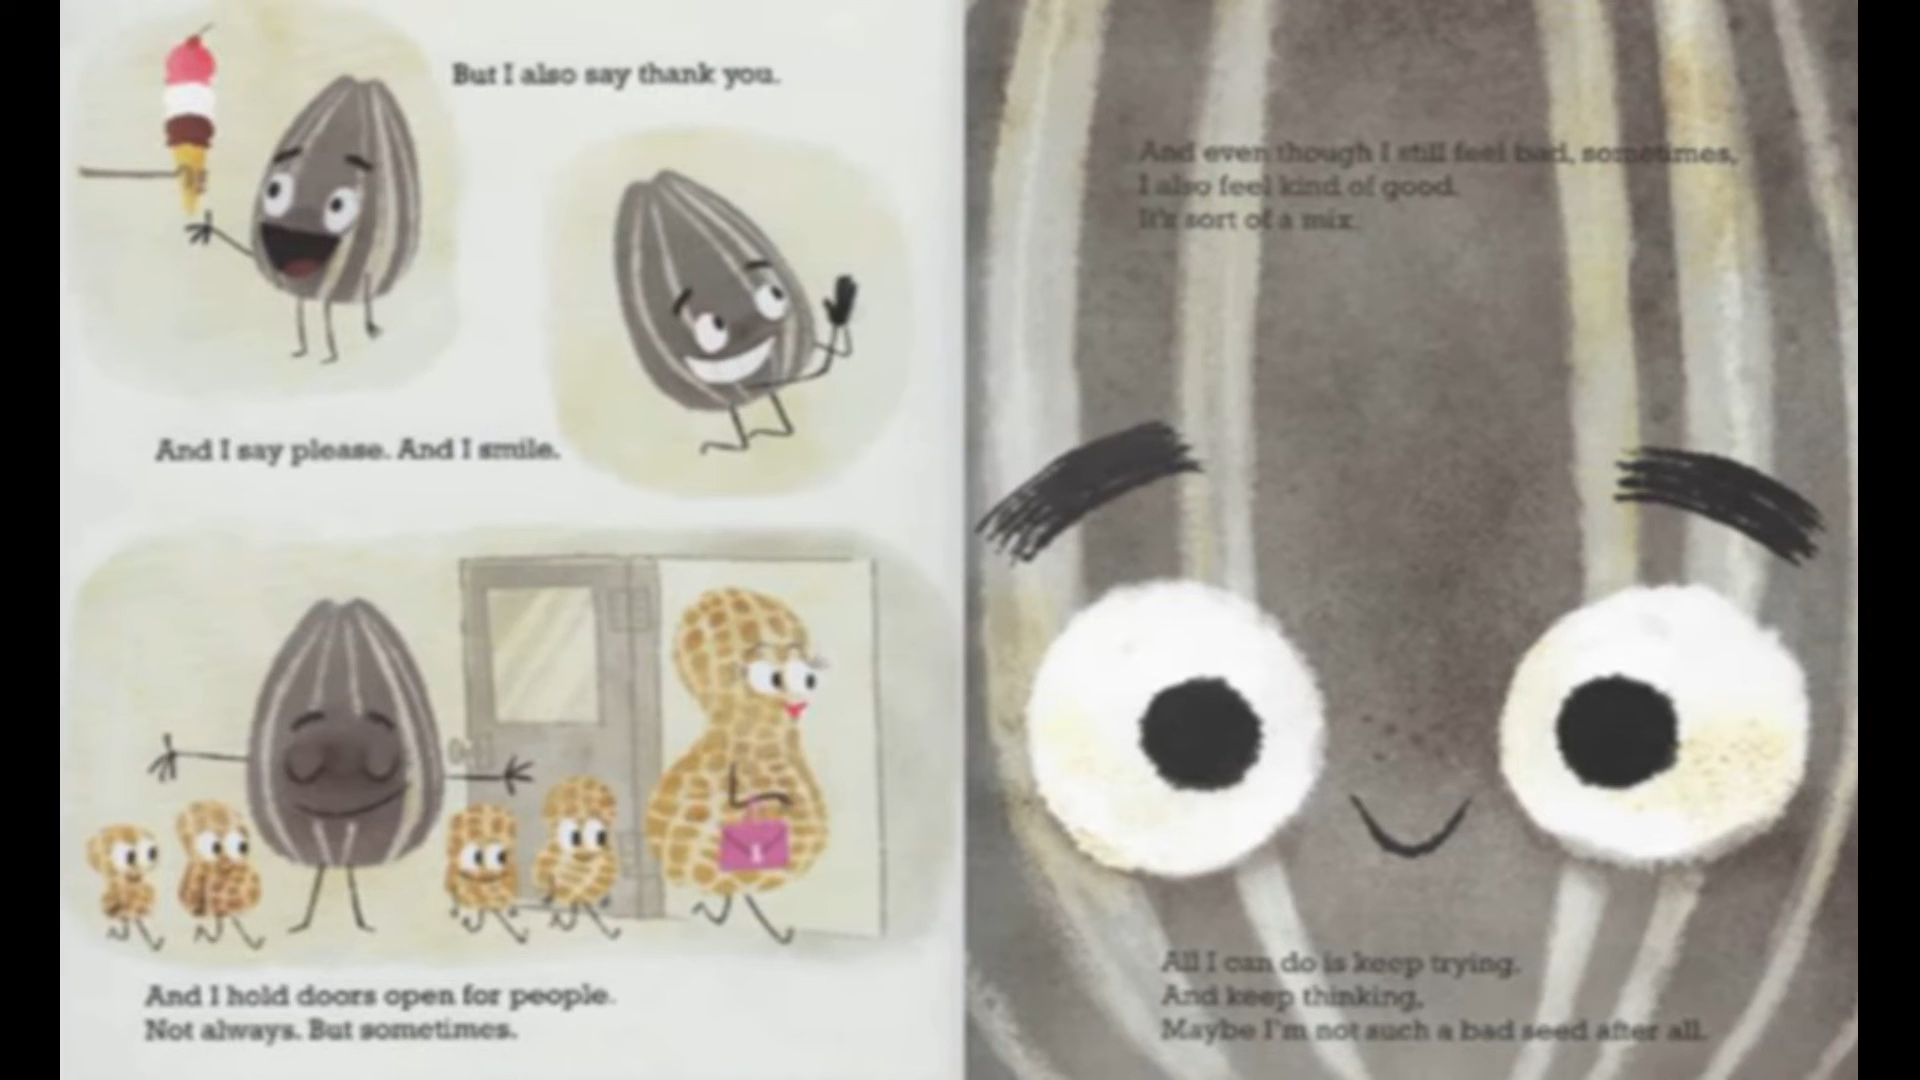 But I also say thank you.
And I say please. And I smile.
And I hold doors open for people.
Not always. But sometimes.
And even though I still feel bad, sometimes,
I also feel kind of good.
It's sort of a mix.
All I can do is keep trying.
And keep thinking,
Maybe I'm not such a bad seed after all.